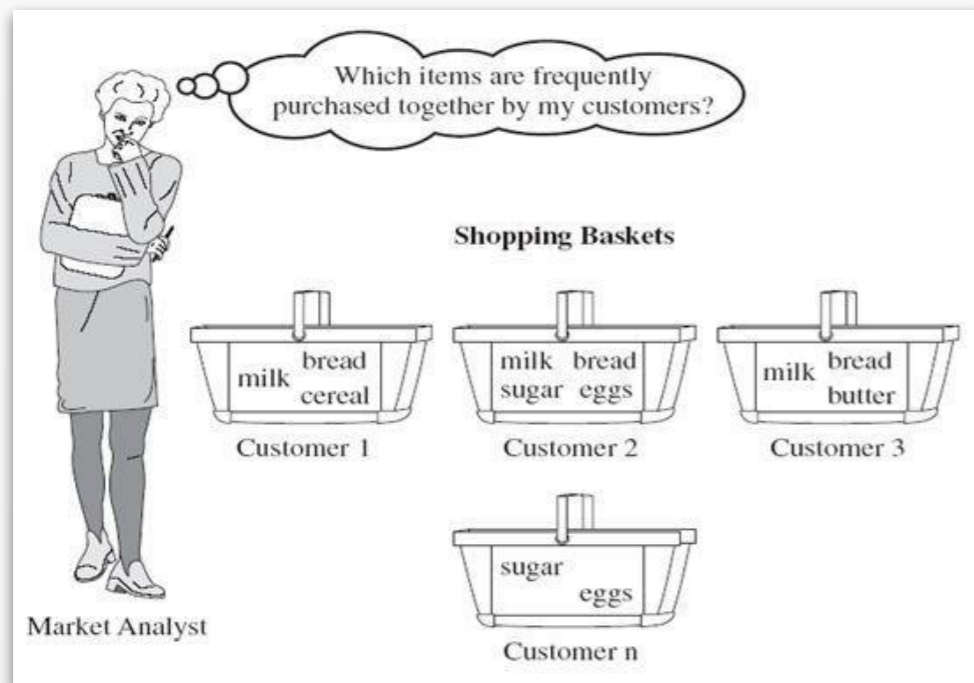 Which items are frequently
purchased together by my customers?
Shopping Baskets
milk bread
cereal
Customer 1
milk bread
sugar eggs
Customer 2
milk bread
butter
Customer 3
sugar
eggs
Customer n
Market Analyst